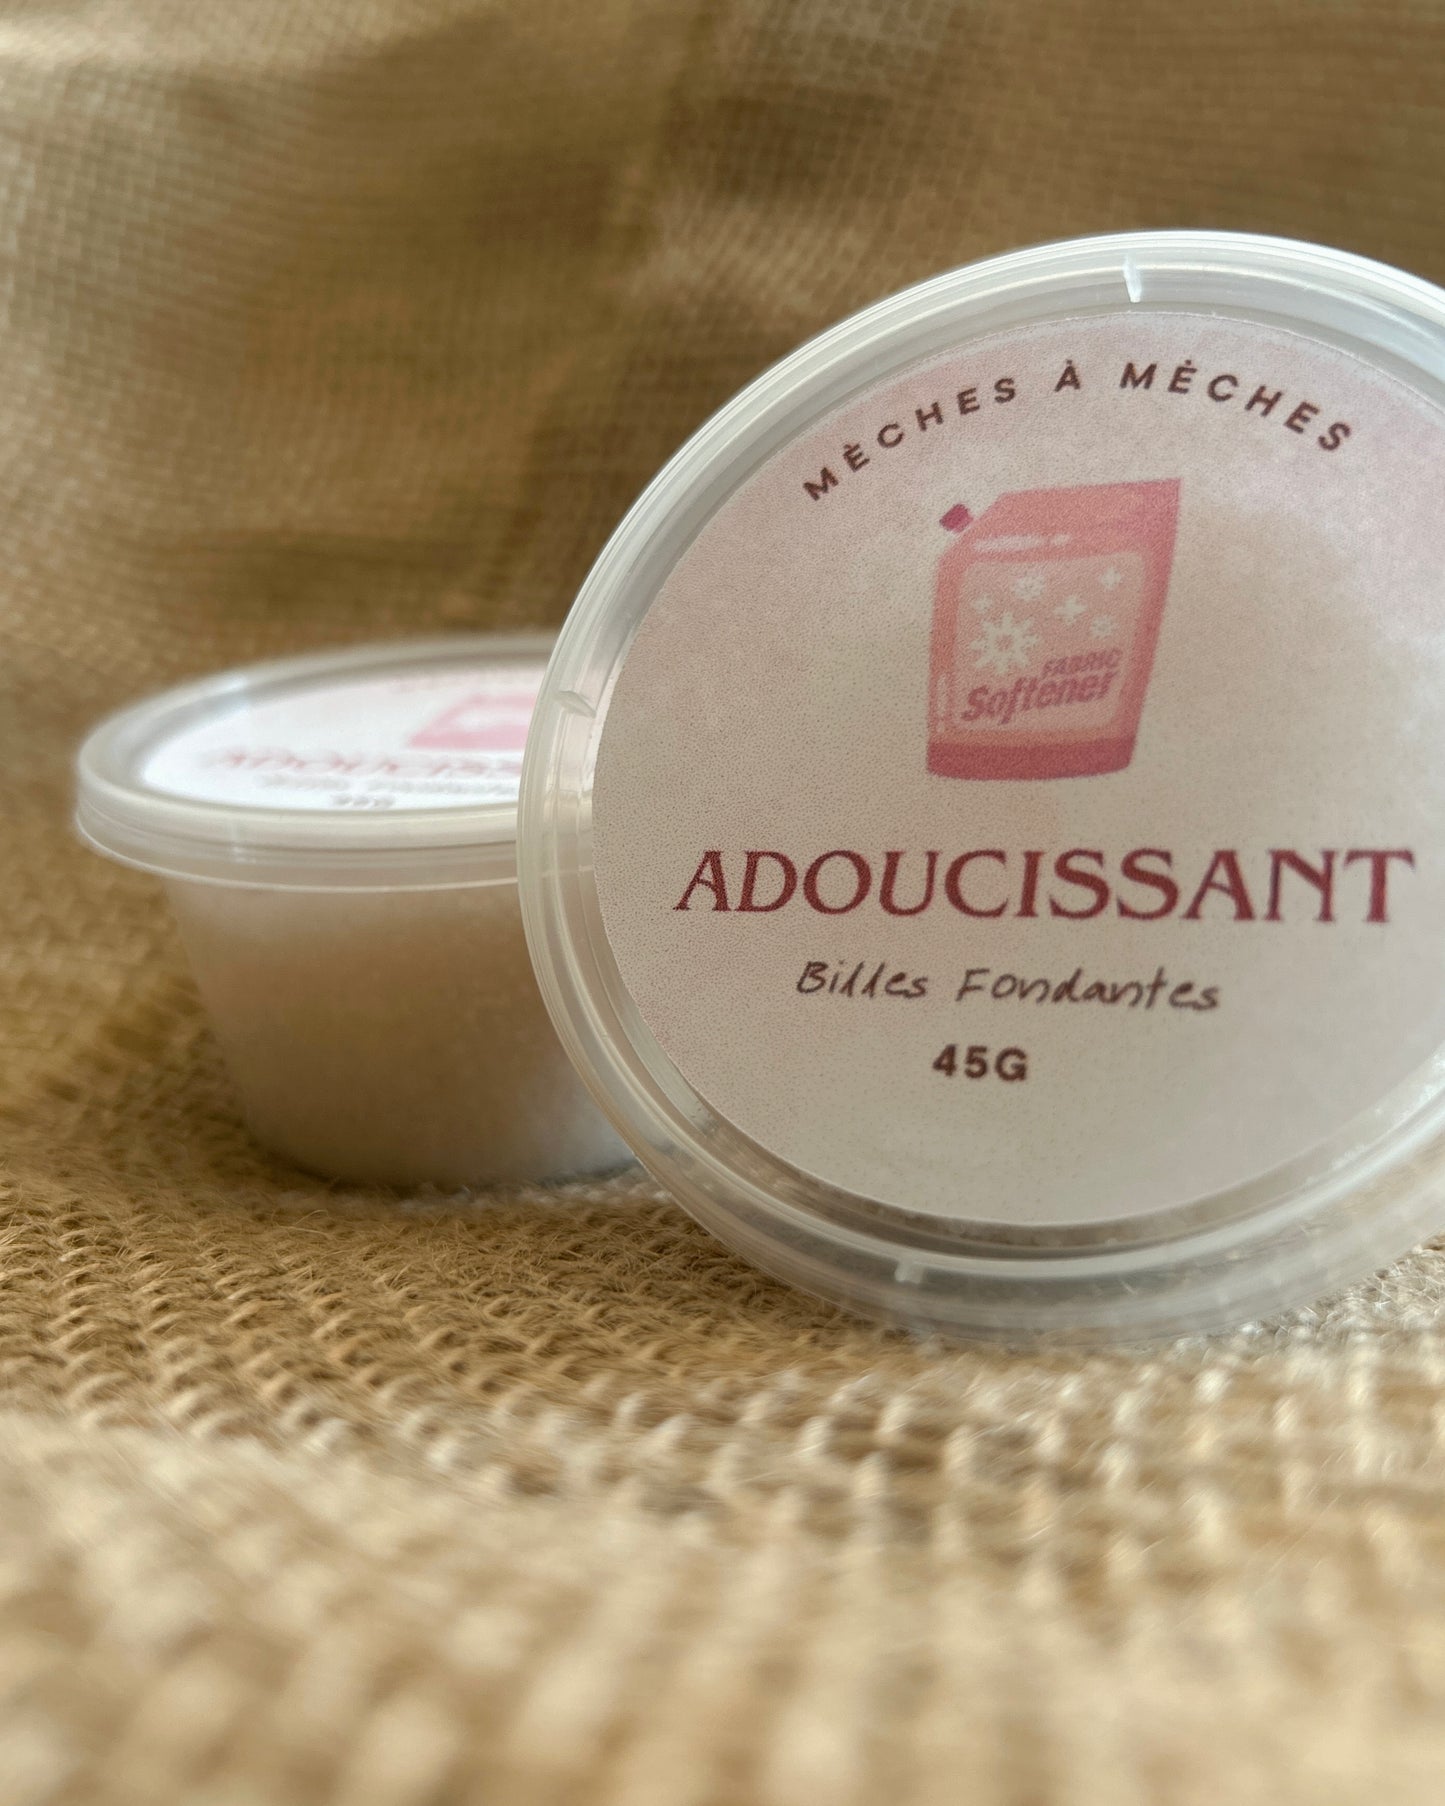 MÈCHES À MÈCHES
FABRIC
Softener
ADOUCISSANT
Billes Fondantes
45G